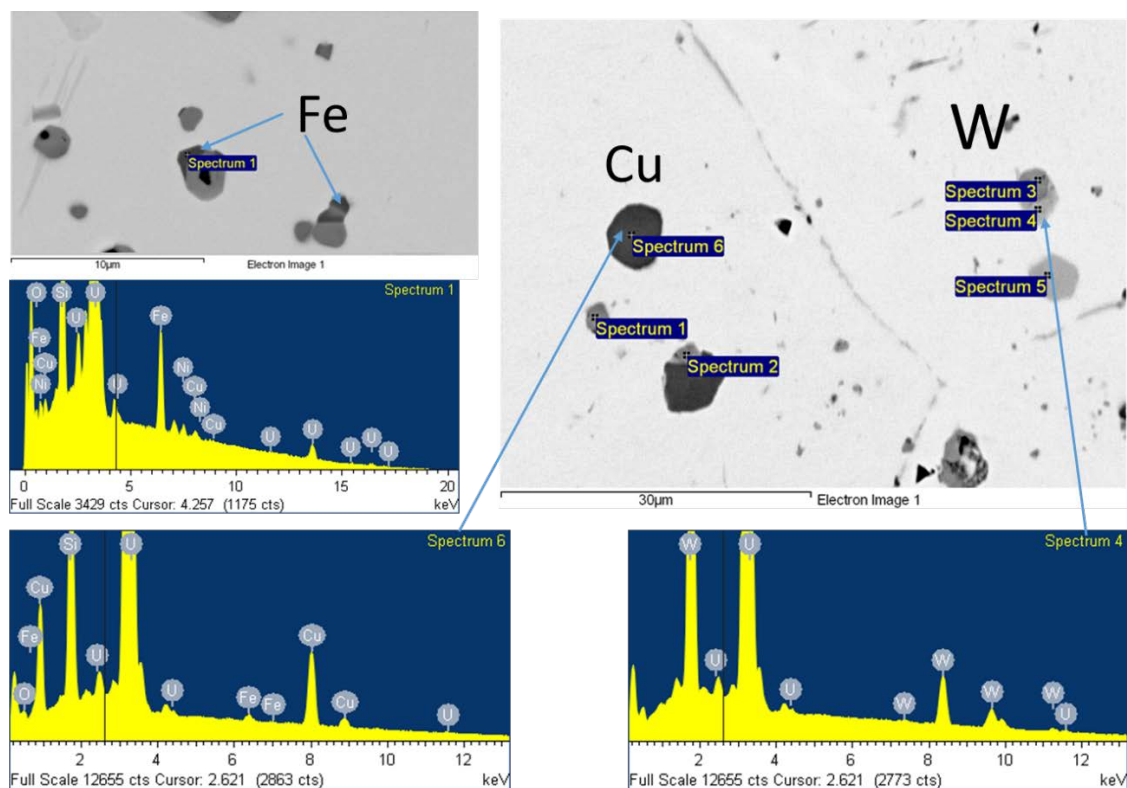 Fe
Spectrum 1
10µm Electron Image 1
Cu
W
Spectrum 3
Spectrum 4
Spectrum 6
Spectrum 5
Spectrum 1
Spectrum 2
30µm Electron Image 1
Spectrum 1
O Si U U Fe
Fe Cu Ni U
Ni Cu Ni Cu
U U U U U
0 5 10 15 20
Full Scale 3429 cts Cursor: 4.257 (1175 cts) keV
Spectrum 6
Si U
Cu Fe O U U Fe Fe Cu Cu U
2 4 6 8 10 12
Full Scale 12655 cts Cursor: 2.621 (2863 cts) keV
Spectrum 4
W U
U U W W W W U
2 4 6 8 10 12
Full Scale 12655 cts Cursor: 2.621 (2773 cts) keV